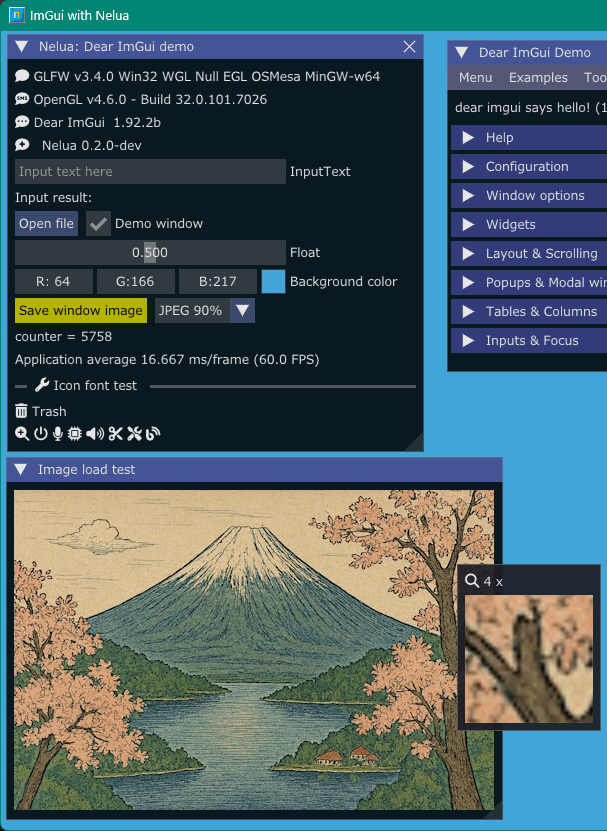 ImGui with Nelua
Nelua: Dear ImGui demo
GLFW v3.4.0 Win32 WGL Null EGL OSMesa MinGW-w64
OpenGL v4.6.0 - Build 32.0.101.7026
Dear ImGui 1.92.2b
Nelua 0.2.0-dev
Input text here InputText
Input result:
Open file Demo window
0.500 Float
R: 64 G:166 B:217 Background color
Save window image JPEG 90%
counter = 5758
Application average 16.667 ms/frame (60.0 FPS)
Icon font test
Trash
Dear ImGui Demo
Menu Examples Too
dear imgui says hello! (1
Help
Configuration
Window options
Widgets
Layout & Scrolling
Popups & Modal wi
Tables & Columns
Inputs & Focus
Image load test
4 x